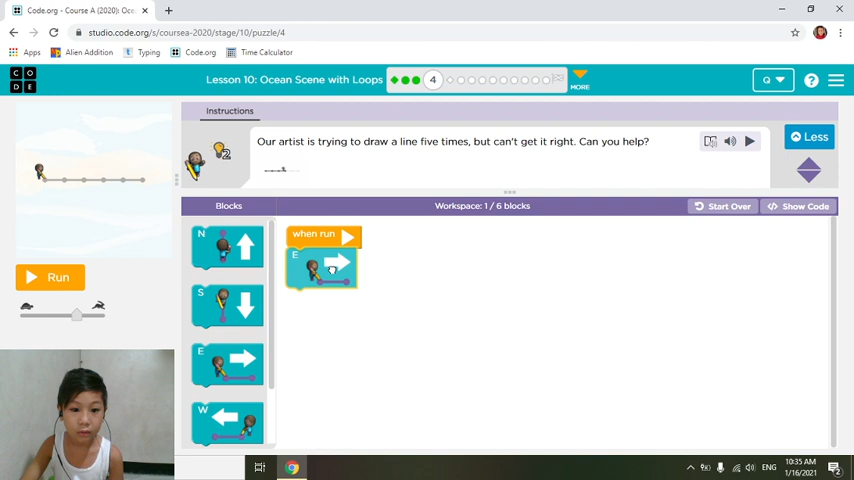 Code.org - Course A (2020): Oce
studio.code.org/s/coursea-2020/stage/10/puzzle/4
Apps
Alien Addition
Typing
Code.org
Time Calculator
C O
D E
Lesson 10: Ocean Scene with Loops
4
MORE
Q
?
Instructions
2
Our artist is trying to draw a line five times, but can't get it right. Can you help?
Less
Blocks
Workspace: 1 / 6 blocks
Start Over
</> Show Code
N
when run
E
Run
S
E
W
ENG
10:35 AM
1/16/2021
2